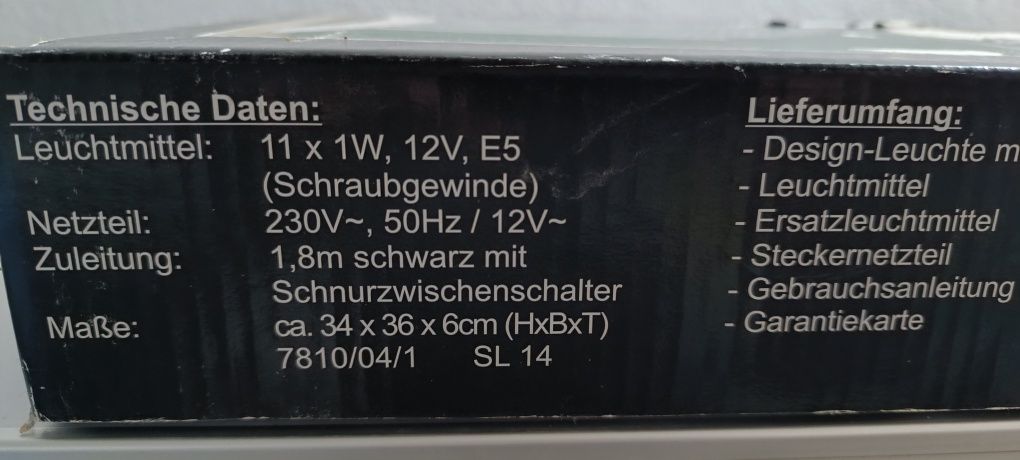 Technische Daten:
Leuchtmittel: 11 x 1W, 12V, E5
(Schraubgewinde)
Netzteil: 230V~, 50Hz / 12V~
Zuleitung: 1,8m schwarz mit
Schnurzwischenschalter
Maße: ca. 34 x 36 x 6cm (HxBxT)
7810/04/1 SL 14
Lieferumfang:
- Design-Leuchte m
- Leuchtmittel
- Ersatzleuchtmittel
- Steckernetzteil
- Gebrauchsanleitung
- Garantiekarte